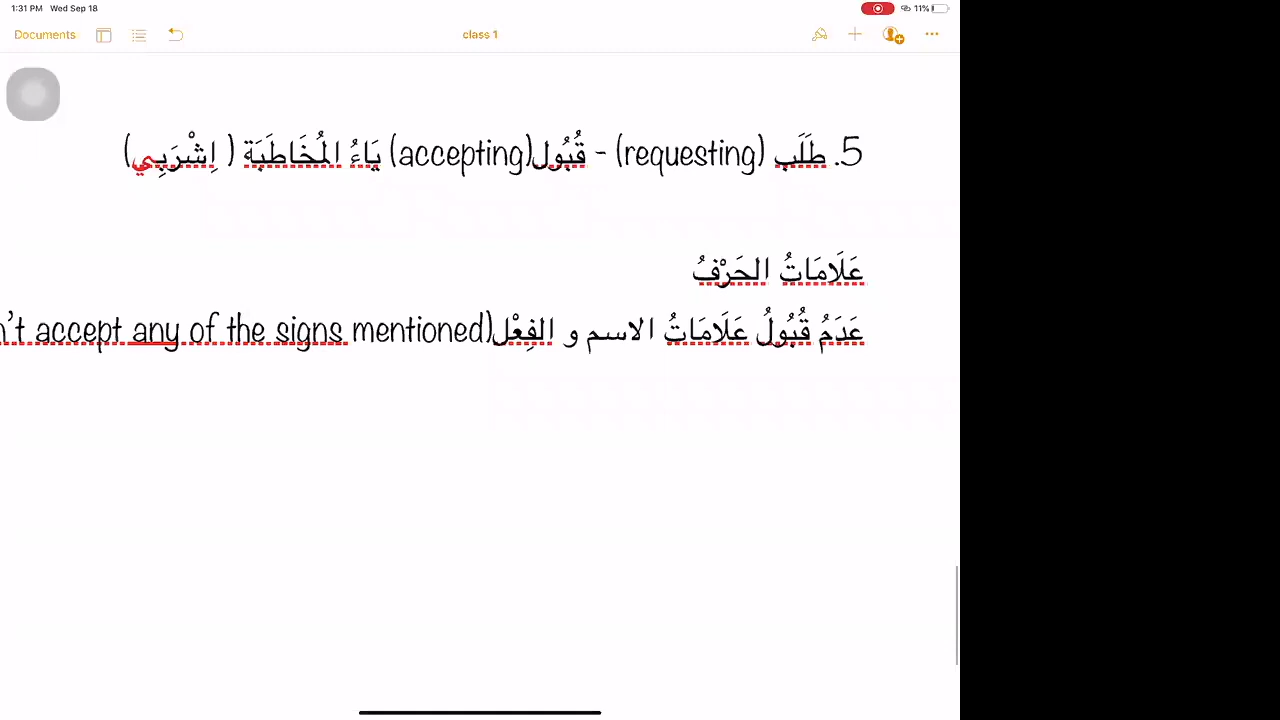 1:31 PM Wed Sep 18 11%
Documents class 1
5. طَلَب (requesting) - قُبُول(accepting) يَاءُ المُخَاطَبَة ( اِشْرَبِي)
عَلَامَاتُ الحَرْفُ
عَدَمُ قُبُولُ عَلَامَاتُ الاسم و الفِعْل(n't accept any of the signs mentioned